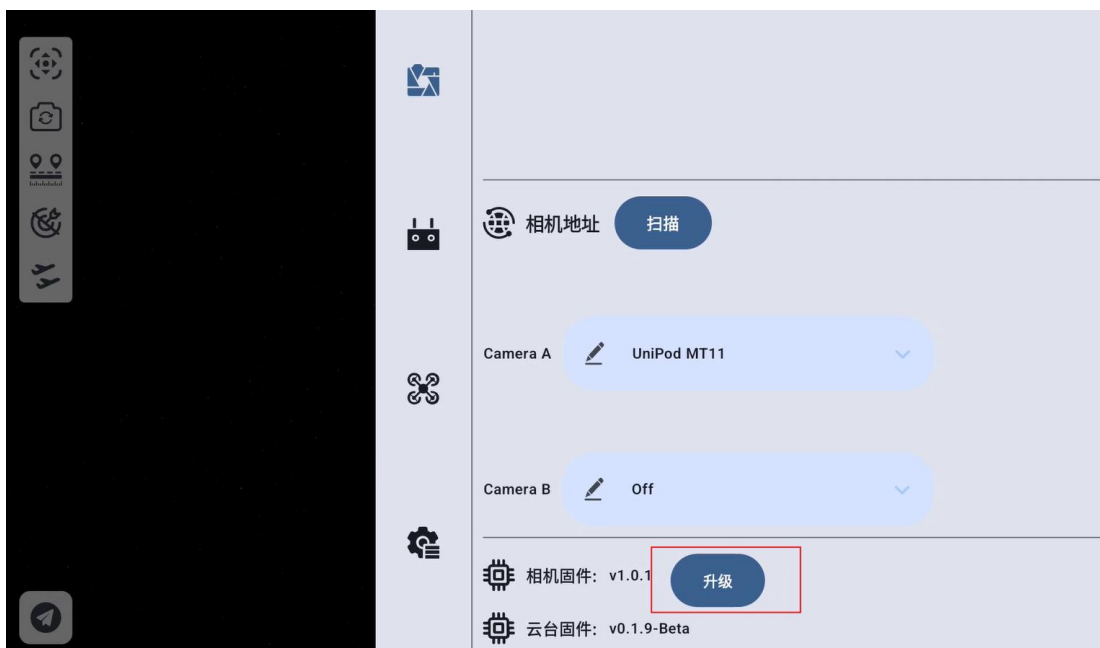 相机地址 扫描
Camera A UniPod MT11
Camera B Off
相机固件: v1.0.1 升级
云台固件: v0.1.9-Beta